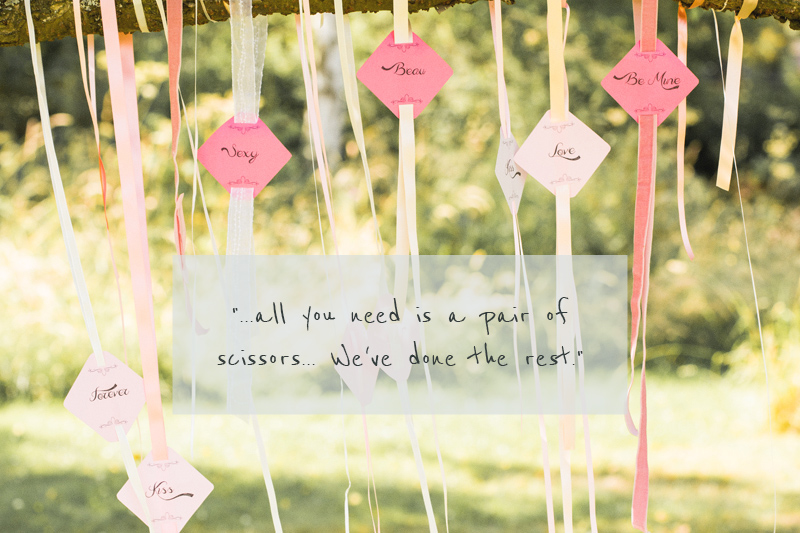 Beau
Be Mine
Sexy
Love
"...all you need is a pair of
scissors... We've done the rest."
Forever
Kiss